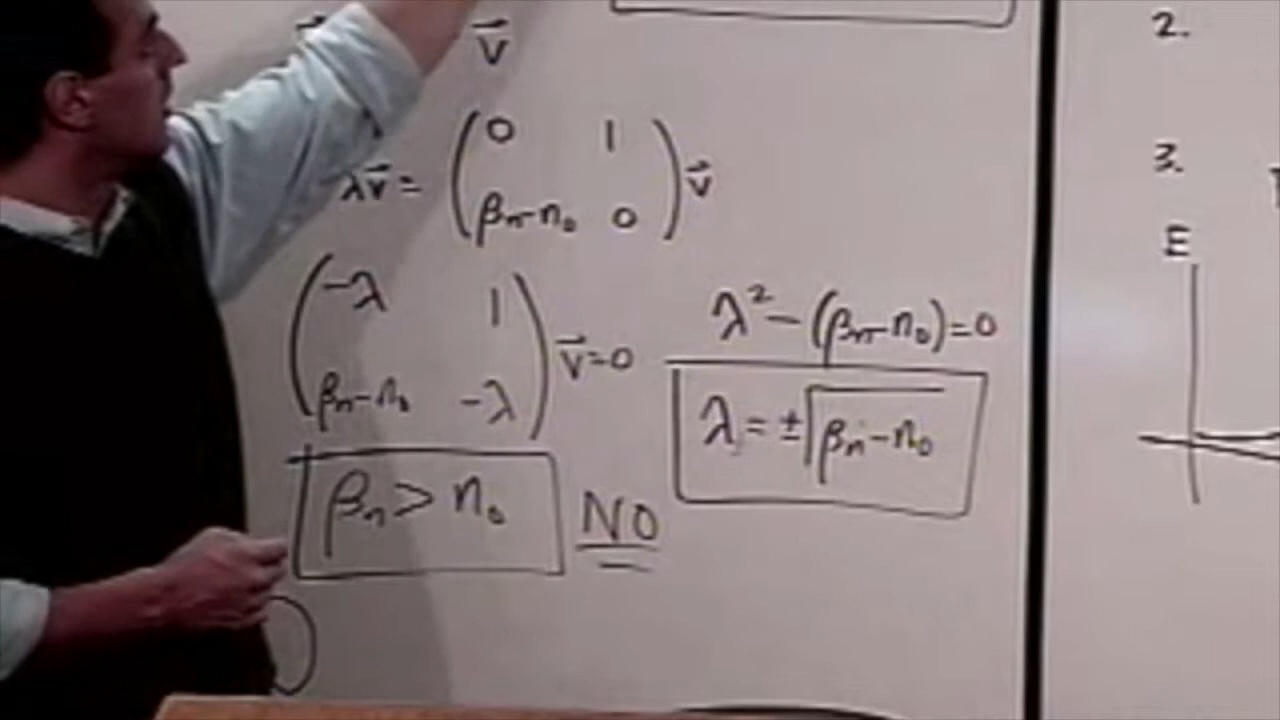 v⃗
λv⃗ = ( 0 1 ; βₙ-n₀ 0 ) v⃗
( -λ 1 ; βₙ-n₀ -λ ) v⃗=0
λ² - (βₙ-n₀)=0
λ = ±√(βₙ-n₀)
βₙ > n₀ NO
2.
3.
E